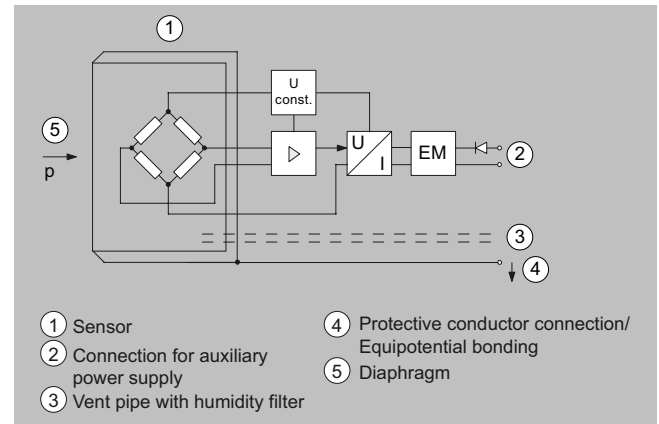 1
U
const.
5
p
U
I
EM
2
3
4
1 Sensor
2 Connection for auxiliary
power supply
3 Vent pipe with humidity filter
4 Protective conductor connection/
Equipotential bonding
5 Diaphragm